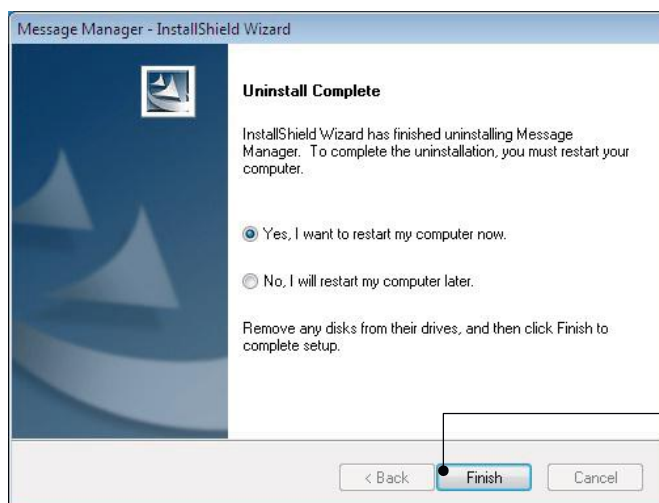 Message Manager - InstallShield Wizard
Uninstall Complete
InstallShield Wizard has finished uninstalling Message
Manager. To complete the uninstallation, you must restart your
computer.
Yes, I want to restart my computer now.
No, I will restart my computer later.
Remove any disks from their drives, and then click Finish to
complete setup.
< Back Finish Cancel